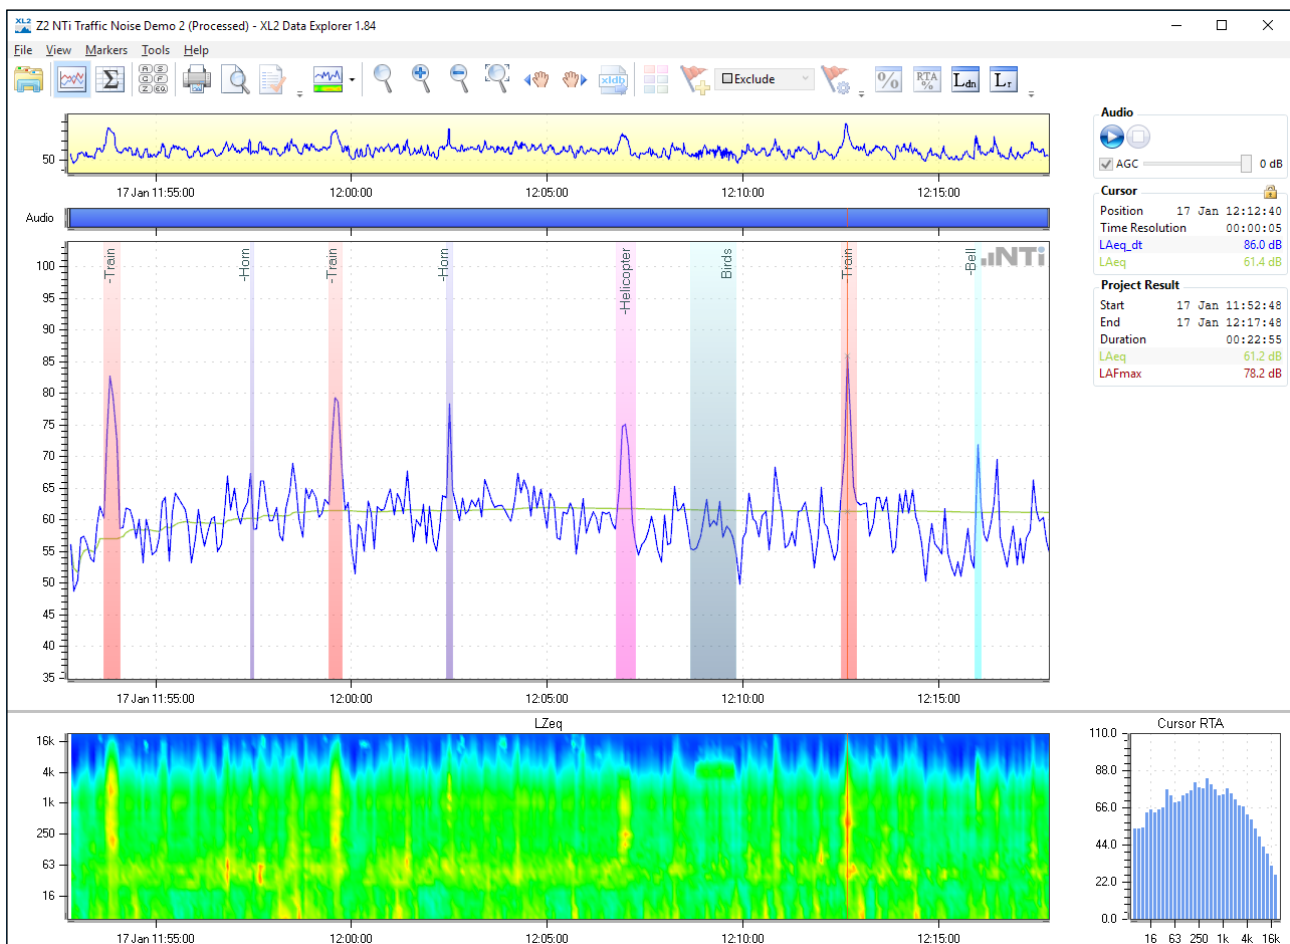 XL2 Z2 NTi Traffic Noise Demo 2 (Processed) - XL2 Data Explorer 1.84
File View Markers Tools Help
A S Q F Z EQ Σ xldb Exclude % RTA % Ldn Lr
50
17 Jan 11:55:00 12:00:00 12:05:00 12:10:00 12:15:00
Audio
-Train -Horn -Train -Horn -Helicopter Birds -Train -Bell NTi
100
95
90
85
80
75
70
65
60
55
50
45
40
35
17 Jan 11:55:00 12:00:00 12:05:00 12:10:00 12:15:00
Audio
AGC 0 dB
Cursor
Position 17 Jan 12:12:40
Time Resolution 00:00:05
LAeq_dt 86.0 dB
LAeq 61.4 dB
Project Result
Start 17 Jan 11:52:48
End 17 Jan 12:17:48
Duration 00:22:55
LAeq 61.2 dB
LAFmax 78.2 dB
LZeq
16k
4k
1k
250
63
16
17 Jan 11:55:00 12:00:00 12:05:00 12:10:00 12:15:00
Cursor RTA
110.0
88.0
66.0
44.0
22.0
0.0
16 63 250 1k 4k 16k